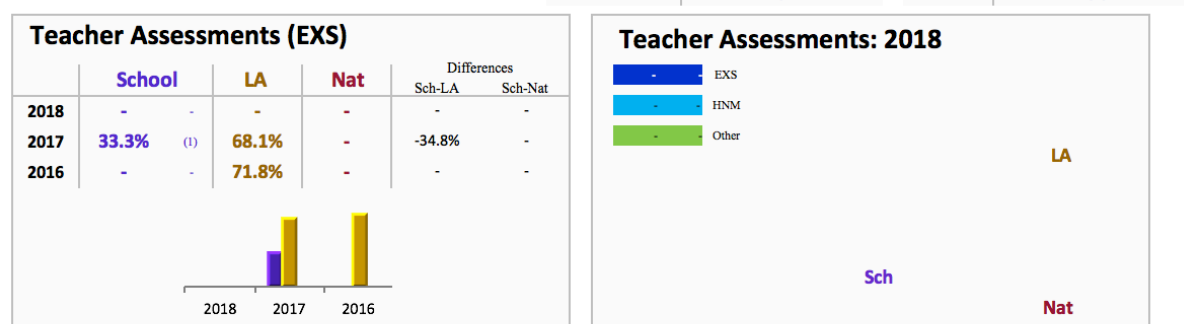 Teacher Assessments (EXS)
School LA Nat Differences
Sch-LA Sch-Nat
2018 - - - - - -
2017 33.3% (1) 68.1% - -34.8% -
2016 - - 71.8% - - -
2018 2017 2016
Teacher Assessments: 2018
- - EXS
- - HNM
- - Other
LA
Sch
Nat